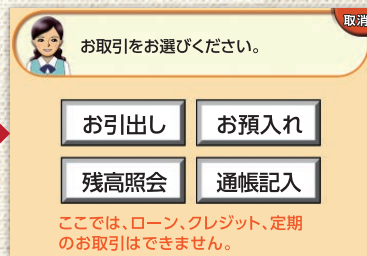 取消
お取引をお選びください。
お引出し
お預入れ
残高照会
通帳記入
ここでは、ローン、クレジット、定期
のお取引はできません。